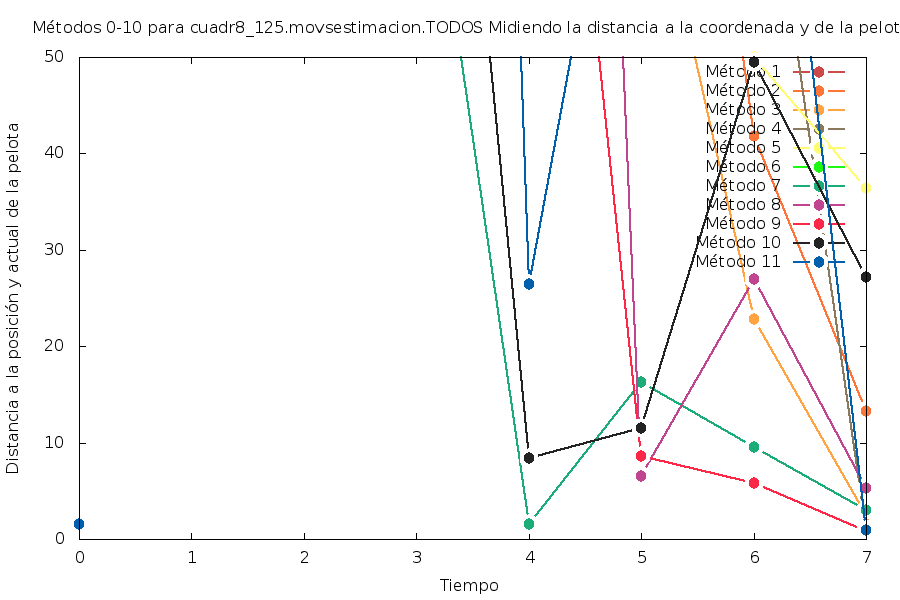 Métodos 0-10 para cuadr8_125.movsestimacion.TODOS Midiendo la distancia a la coordenada y de la pelot
Distancia a la posición y actual de la pelota
50
40
30
20
10
0
Método 1
Método 2
Método 3
Método 4
Método 5
Método 6
Método 7
Método 8
Método 9
Método 10
Método 11
0 1 2 3 4 5 6 7
Tiempo